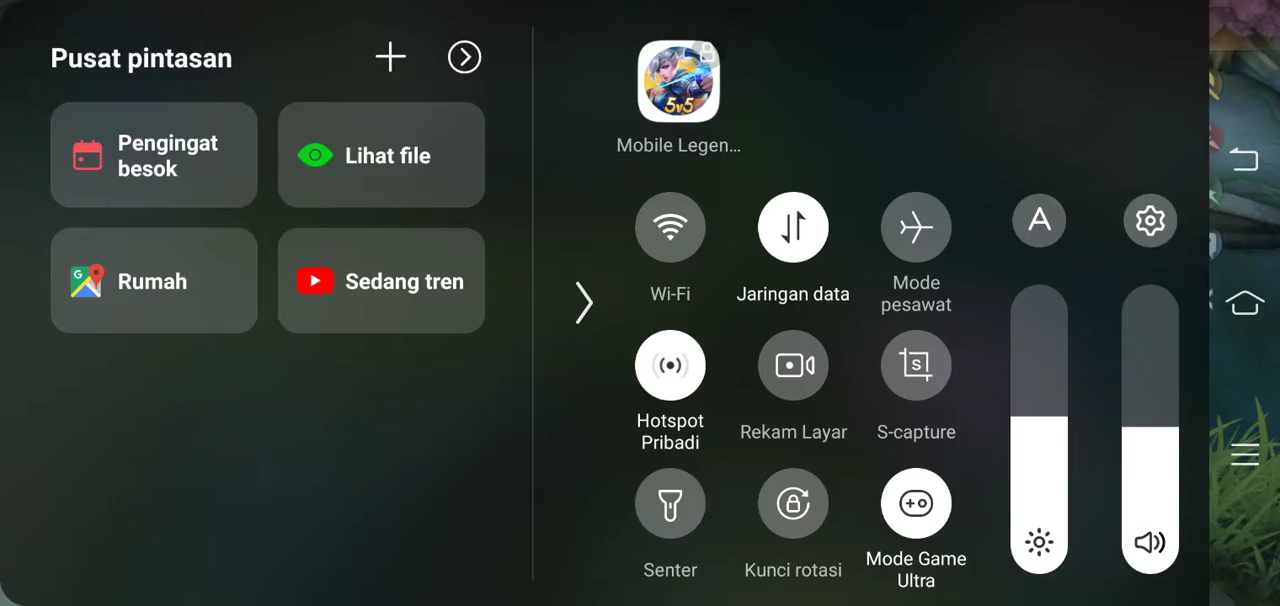 Pusat pintasan
Pengingat
besok
Lihat file
Rumah
Sedang tren
5v5
Mobile Legen...
Wi-Fi
Jaringan data
Mode
pesawat
A
Hotspot
Pribadi
Rekam Layar
S
S-capture
Senter
Kunci rotasi
Mode Game
Ultra
G